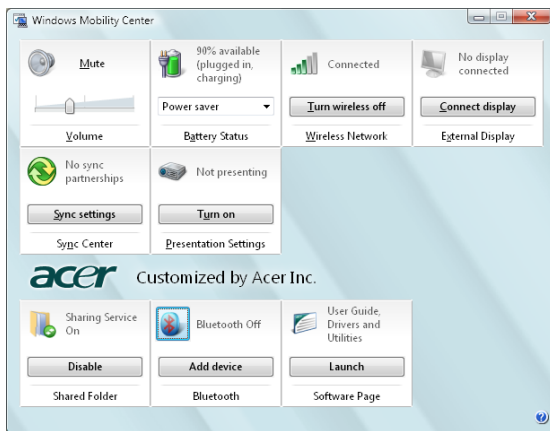 Windows Mobility Center
Mute
Volume
90% available
(plugged in,
charging)
Power saver
Battery Status
Connected
Turn wireless off
Wireless Network
No display
connected
Connect display
External Display
No sync
partnerships
Sync settings
Sync Center
Not presenting
Turn on
Presentation Settings
acer Customized by Acer Inc.
Sharing Service
On
Disable
Shared Folder
Bluetooth Off
Add device
Bluetooth
User Guide,
Drivers and
Utilities
Launch
Software Page